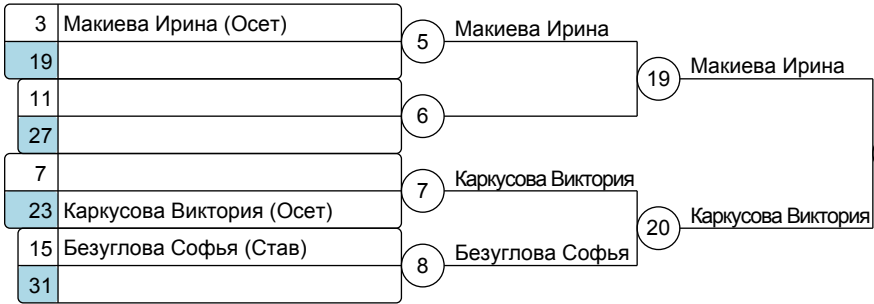 3 Макиева Ирина (Осет)
19
5 Макиева Ирина
11
27
6
19 Макиева Ирина
7
23 Каркусова Виктория (Осет)
7 Каркусова Виктория
15 Безуглова Софья (Став)
31
8 Безуглова Софья
20 Каркусова Виктория